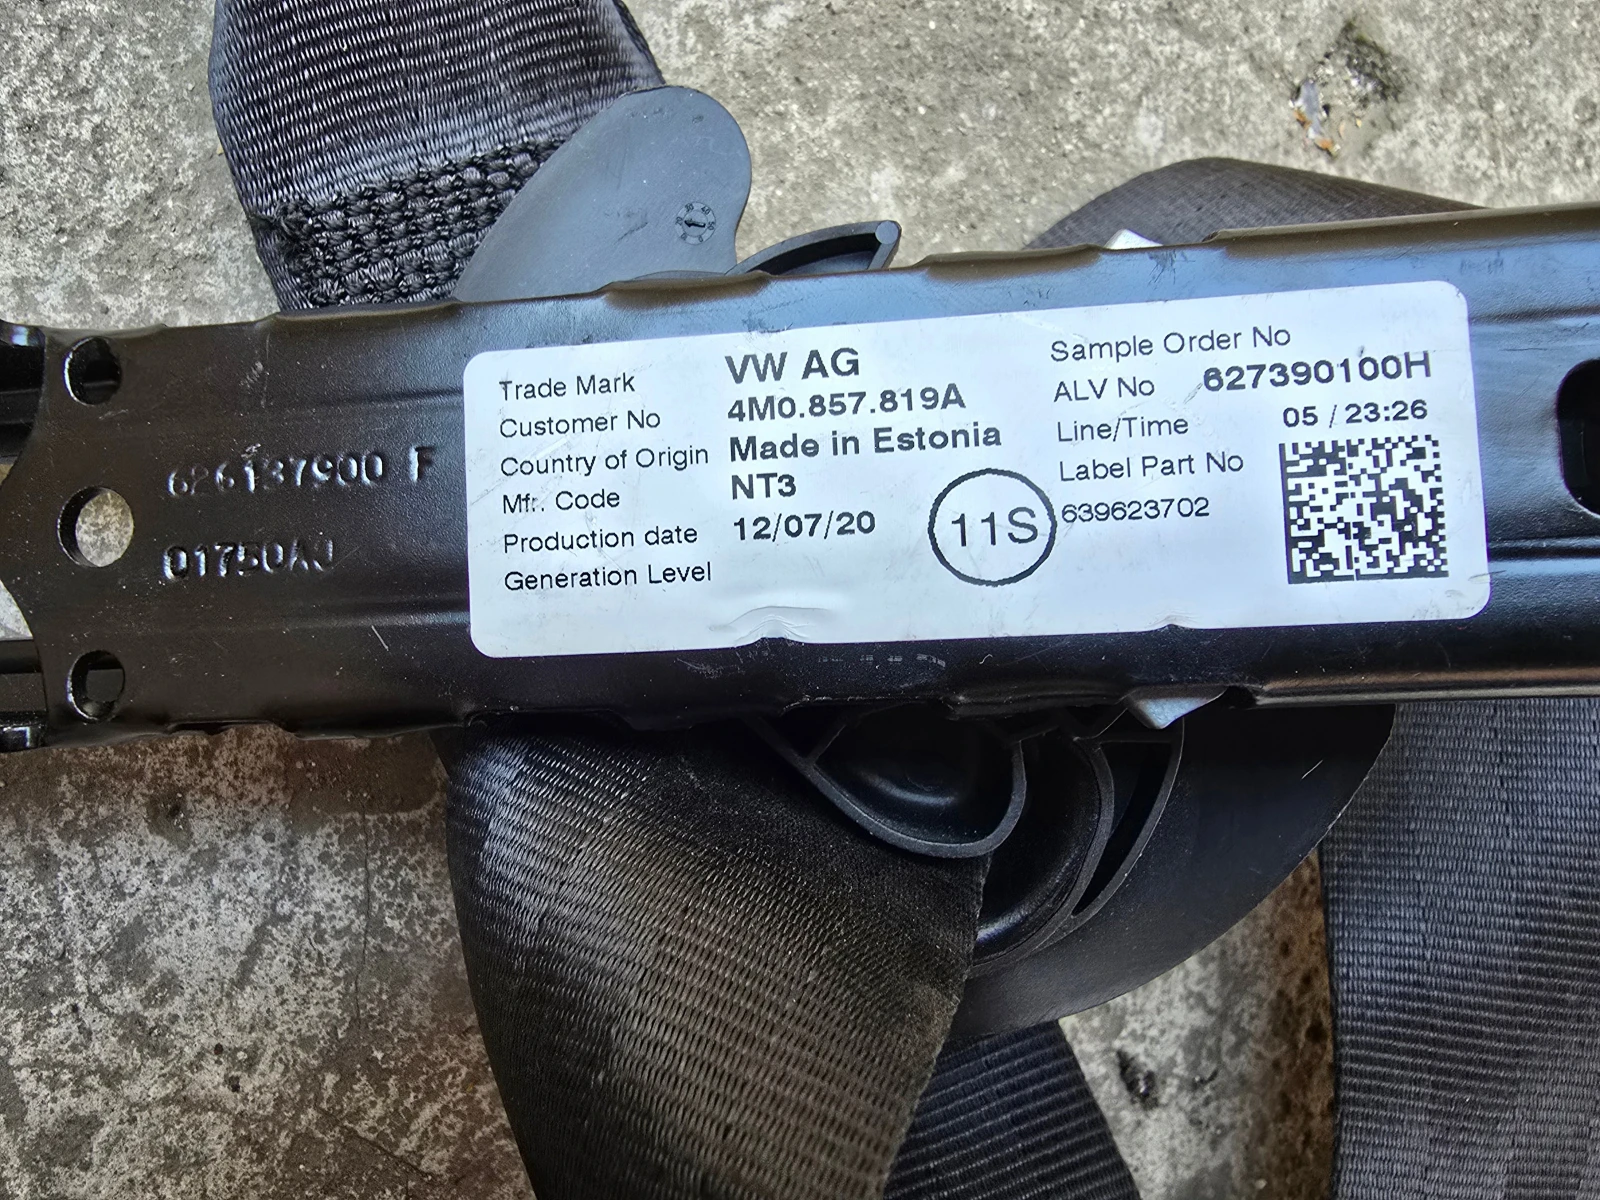 Trade Mark VW AG
Customer No 4M0.857.819A
Country of Origin Made in Estonia
Mfr. Code NT3
Production date 12/07/20
Generation Level
11S
Sample Order No
ALV No 627390100H
Line/Time 05 / 23:26
Label Part No
639623702
626137900 F
01750AJ